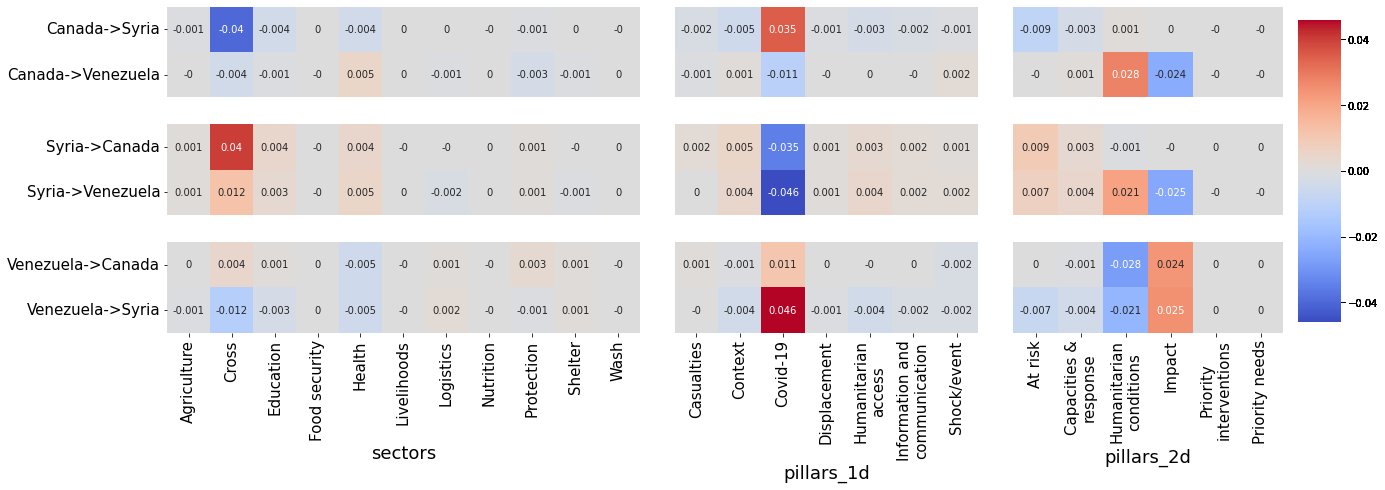 Canada->Syria -0.001 -0.04 -0.004 0 -0.004 0 0 0 -0.001 0 0 -0.002 -0.005 0.035 -0.001 -0.003 -0.002 -0.001 -0.009 -0.003 0.001 0 -0 -0
Canada->Venezuela -0 -0.004 -0.001 -0 0.005 0 -0.001 0 -0.003 -0.001 0 -0.001 0.001 -0.011 -0 0 -0 0.002 -0 0.001 0.028 -0.024 -0 -0
Syria->Canada 0.001 0.04 0.004 -0 0.004 -0 -0 0 0.001 -0 0 0.002 0.005 -0.035 0.001 0.003 0.002 0.001 0.009 0.003 -0.001 -0 0 0
Syria->Venezuela 0.001 0.012 0.003 -0 0.005 0 -0.002 0 0.001 -0.001 0 0 0.004 -0.046 0.001 0.004 0.002 0.002 0.007 0.004 0.021 -0.025 -0 -0
Venezuela->Canada 0 0.004 0.001 0 -0.005 -0 0.001 -0 0.003 0.001 -0 0.001 -0.001 0.011 0 -0 0 -0.002 0 -0.001 -0.028 0.024 0 0
Venezuela->Syria -0.001 -0.012 -0.003 0 -0.005 -0 0.002 -0 -0.001 0.001 -0 -0 -0.004 0.046 -0.001 -0.004 -0.002 -0.002 -0.007 -0.004 -0.021 0.025 0 0
Agriculture
Cross
Education
Food security
Health
Livelihoods
Logistics
Nutrition
Protection
Shelter
Wash
sectors
Casualties
Context
Covid-19
Displacement
Humanitarian
access
Information and
communication
Shock/event
pillars_1d
At risk
Capacities &
response
Humanitarian
conditions
Impact
Priority
interventions
Priority needs
pillars_2d
0.04
0.02
0.00
−0.02
−0.04